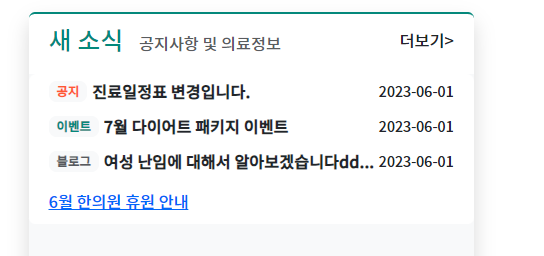 새 소식 공지사항 및 의료정보 더보기>
공지 진료일정표 변경입니다. 2023-06-01
이벤트 7월 다이어트 패키지 이벤트 2023-06-01
블로그 여성 난임에 대해서 알아보겠습니다dd... 2023-06-01
6월 한의원 휴원 안내